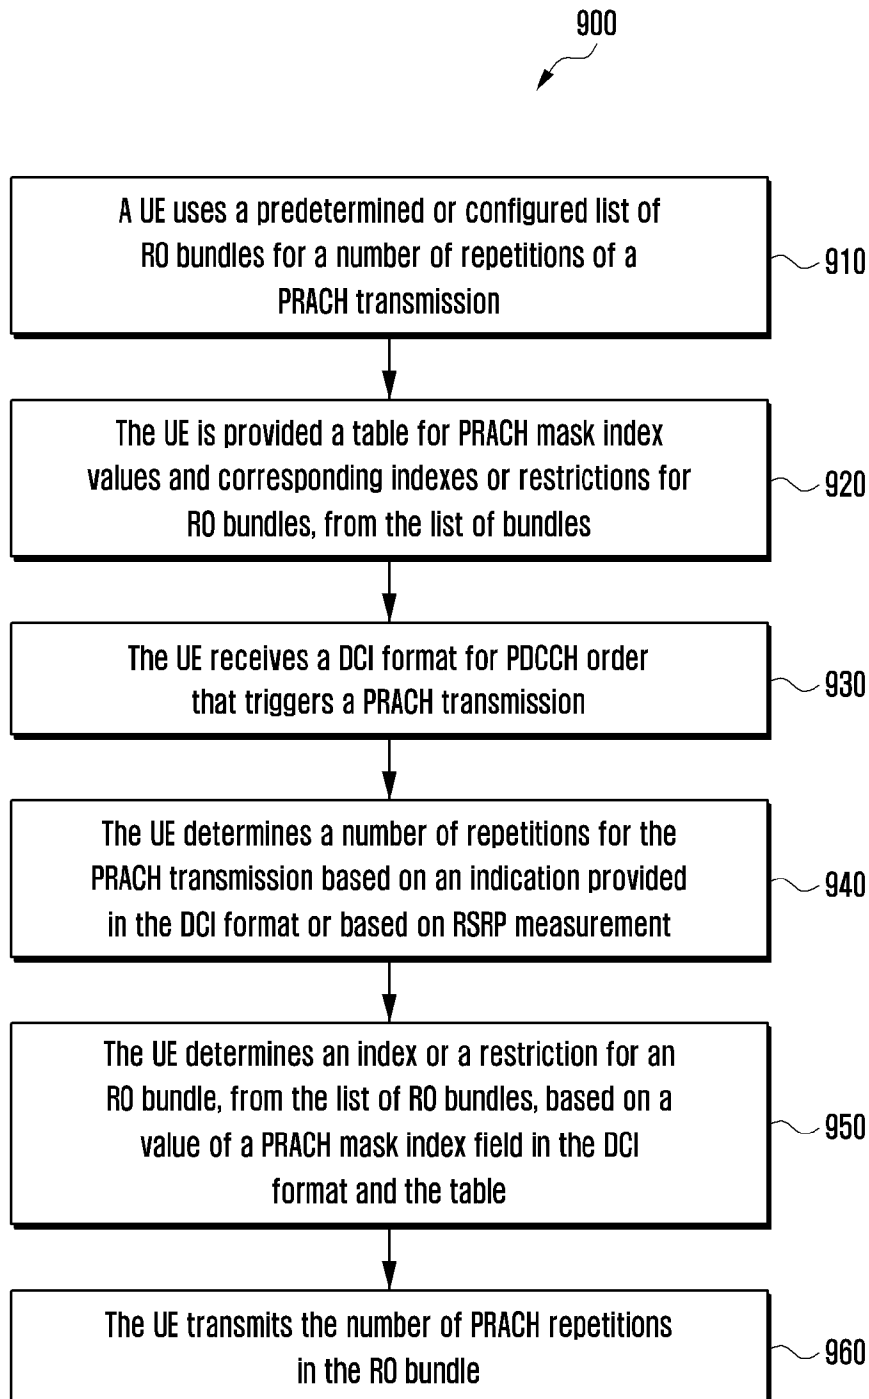 900
A UE uses a predetermined or configured list of
RO bundles for a number of repetitions of a
PRACH transmission
910
The UE is provided a table for PRACH mask index
values and corresponding indexes or restrictions for
RO bundles, from the list of bundles
920
The UE receives a DCI format for PDCCH order
that triggers a PRACH transmission
930
The UE determines a number of repetitions for the
PRACH transmission based on an indication provided
in the DCI format or based on RSRP measurement
940
The UE determines an index or a restriction for an
RO bundle, from the list of RO bundles, based on a
value of a PRACH mask index field in the DCI
format and the table
950
The UE transmits the number of PRACH repetitions
in the RO bundle
960